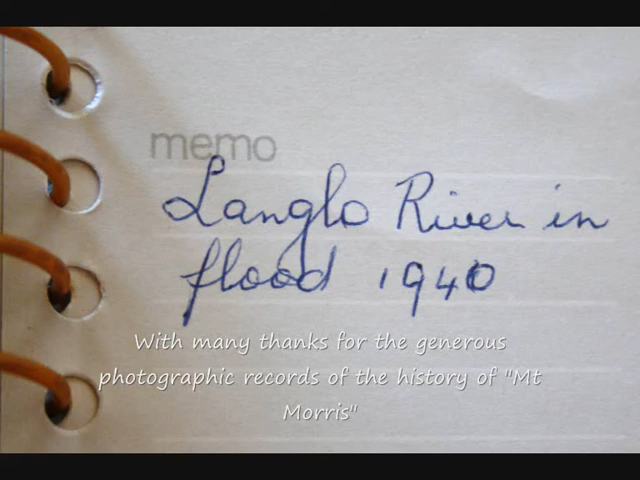 memo
Langlo River in
flood 1940
With many thanks for the generous
photographic records of the history of "Mt
Morris"